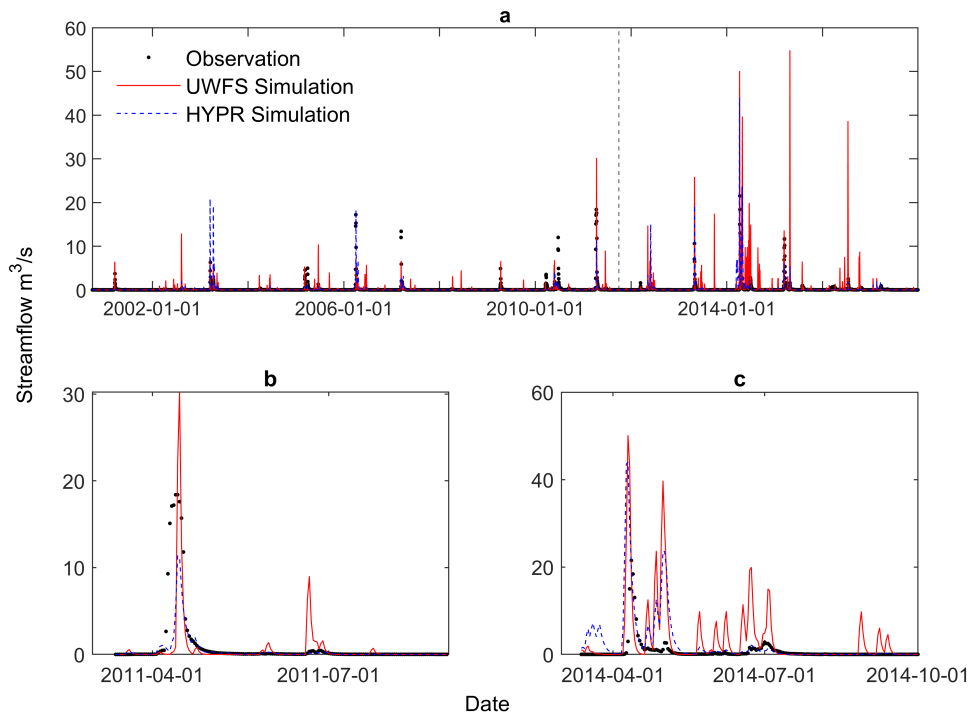 a
60
50
40
30
20
10
0
Observation
UWFS Simulation
HYPR Simulation
2002-01-01 2006-01-01 2010-01-01 2014-01-01
Streamflow m³/s
b
30
20
10
0
2011-04-01 2011-07-01
c
60
40
20
0
2014-04-01 2014-07-01 2014-10-01
Date